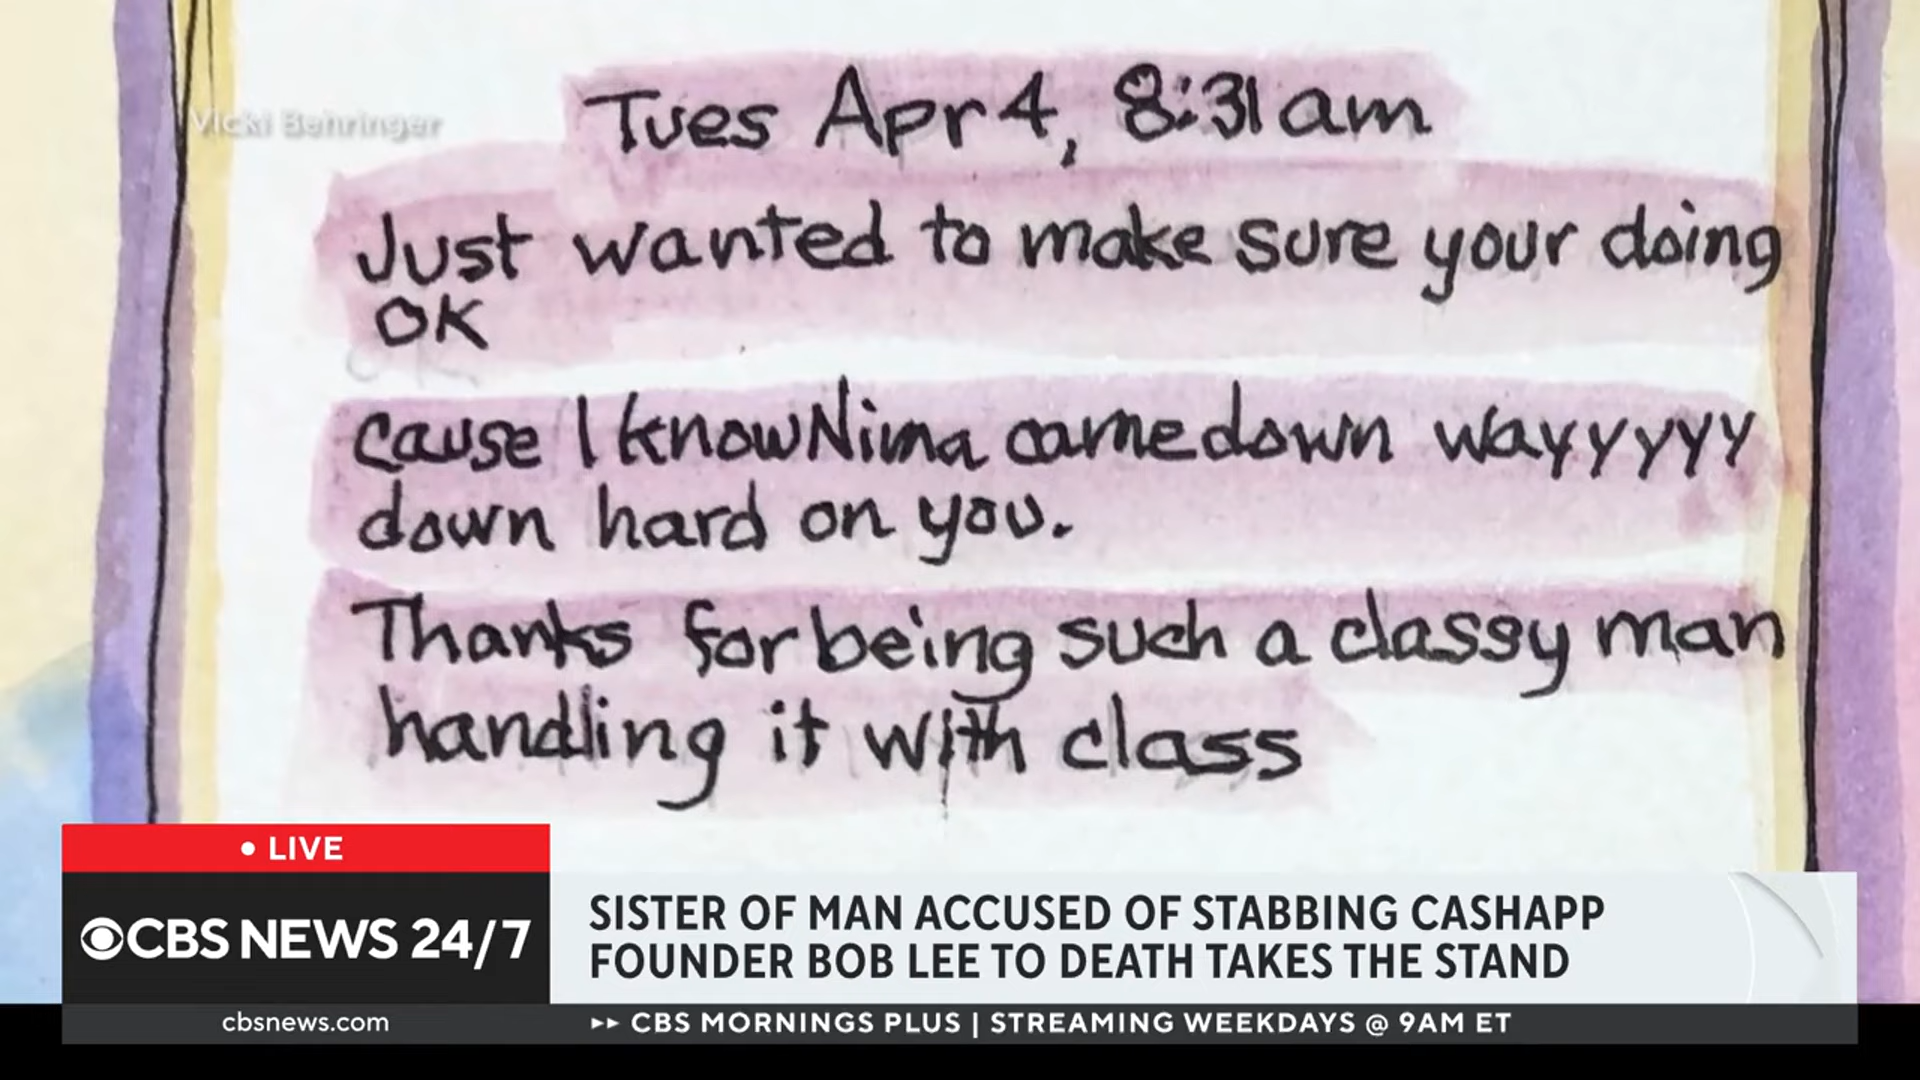 Vicki Behringer
Tues Apr 4, 8:31am
Just wanted to make sure your doing
OK
cause I know Nima came down wayyyyy
down hard on you.
Thanks for being such a classy man
handling it with class
LIVE
CBS NEWS 24/7
SISTER OF MAN ACCUSED OF STABBING CASHAPP
FOUNDER BOB LEE TO DEATH TAKES THE STAND
cbsnews.com
CBS MORNINGS PLUS | STREAMING WEEKDAYS @ 9AM ET